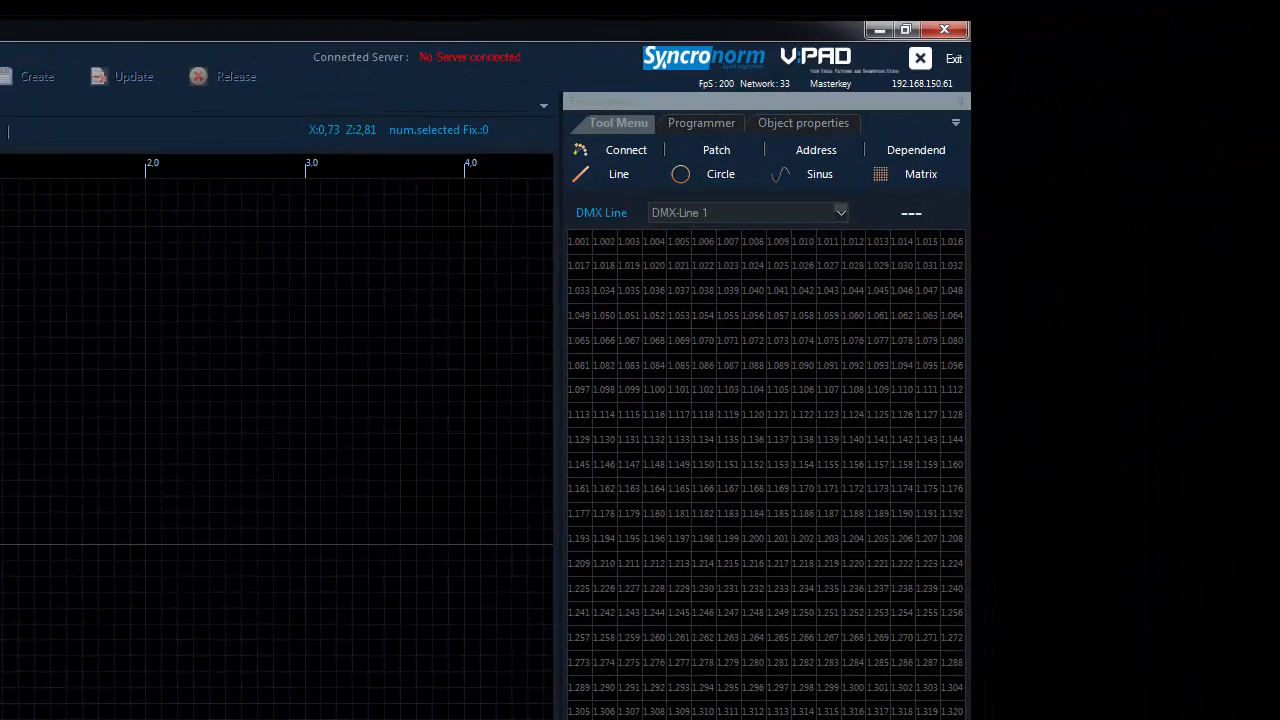 Connected Server : No Server connected
Syncronorm V:PAD Exit
Create Update Release
FpS : 200 Network : 33 Masterkey 192.168.150.61
X:0,73 Z:2,81 num.selected Fix.:0
Tool Menu Programmer Object properties
Connect Patch Address Dependend
Line Circle Sinus Matrix
2,0 3,0 4,0
DMX Line DMX-Line 1 ---
1.001 1.002 1.003 1.004 1.005 1.006 1.007 1.008 1.009 1.010 1.011 1.012 1.013 1.014 1.015 1.016
1.017 1.018 1.019 1.020 1.021 1.022 1.023 1.024 1.025 1.026 1.027 1.028 1.029 1.030 1.031 1.032
1.033 1.034 1.035 1.036 1.037 1.038 1.039 1.040 1.041 1.042 1.043 1.044 1.045 1.046 1.047 1.048
1.049 1.050 1.051 1.052 1.053 1.054 1.055 1.056 1.057 1.058 1.059 1.060 1.061 1.062 1.063 1.064
1.065 1.066 1.067 1.068 1.069 1.070 1.071 1.072 1.073 1.074 1.075 1.076 1.077 1.078 1.079 1.080
1.081 1.082 1.083 1.084 1.085 1.086 1.087 1.088 1.089 1.090 1.091 1.092 1.093 1.094 1.095 1.096
1.097 1.098 1.099 1.100 1.101 1.102 1.103 1.104 1.105 1.106 1.107 1.108 1.109 1.110 1.111 1.112
1.113 1.114 1.115 1.116 1.117 1.118 1.119 1.120 1.121 1.122 1.123 1.124 1.125 1.126 1.127 1.128
1.129 1.130 1.131 1.132 1.133 1.134 1.135 1.136 1.137 1.138 1.139 1.140 1.141 1.142 1.143 1.144
1.145 1.146 1.147 1.148 1.149 1.150 1.151 1.152 1.153 1.154 1.155 1.156 1.157 1.158 1.159 1.160
1.161 1.162 1.163 1.164 1.165 1.166 1.167 1.168 1.169 1.170 1.171 1.172 1.173 1.174 1.175 1.176
1.177 1.178 1.179 1.180 1.181 1.182 1.183 1.184 1.185 1.186 1.187 1.188 1.189 1.190 1.191 1.192
1.193 1.194 1.195 1.196 1.197 1.198 1.199 1.200 1.201 1.202 1.203 1.204 1.205 1.206 1.207 1.208
1.209 1.210 1.211 1.212 1.213 1.214 1.215 1.216 1.217 1.218 1.219 1.220 1.221 1.222 1.223 1.224
1.225 1.226 1.227 1.228 1.229 1.230 1.231 1.232 1.233 1.234 1.235 1.236 1.237 1.238 1.239 1.240
1.241 1.242 1.243 1.244 1.245 1.246 1.247 1.248 1.249 1.250 1.251 1.252 1.253 1.254 1.255 1.256
1.257 1.258 1.259 1.260 1.261 1.262 1.263 1.264 1.265 1.266 1.267 1.268 1.269 1.270 1.271 1.272
1.273 1.274 1.275 1.276 1.277 1.278 1.279 1.280 1.281 1.282 1.283 1.284 1.285 1.286 1.287 1.288
1.289 1.290 1.291 1.292 1.293 1.294 1.295 1.296 1.297 1.298 1.299 1.300 1.301 1.302 1.303 1.304
1.305 1.306 1.307 1.308 1.309 1.310 1.311 1.312 1.313 1.314 1.315 1.316 1.317 1.318 1.319 1.320